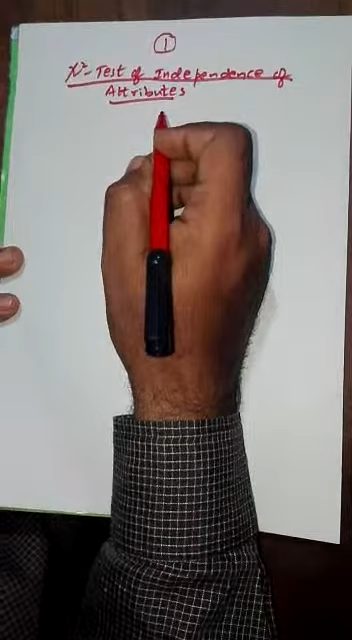 ①
χ²- Test of Independence of
Attributes